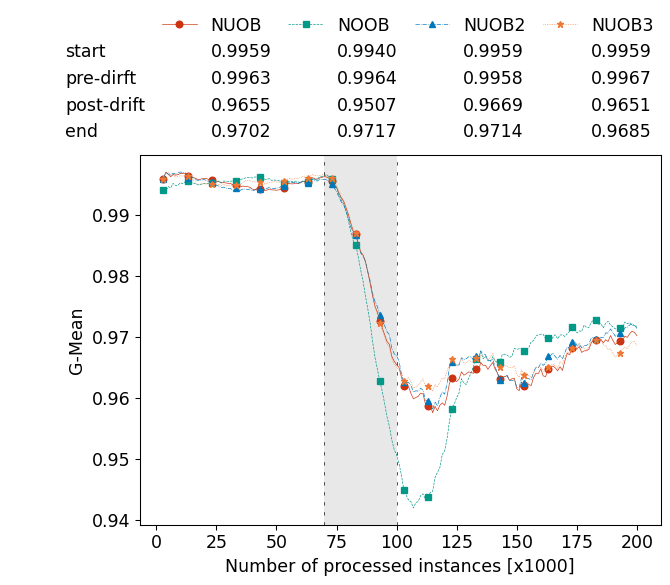 NUOB NOOB NUOB2 NUOB3
start 0.9959 0.9940 0.9959 0.9959
pre-dirft 0.9963 0.9964 0.9958 0.9967
post-drift 0.9655 0.9507 0.9669 0.9651
end 0.9702 0.9717 0.9714 0.9685
0.99
0.98
0.97
0.96
0.95
0.94
G-Mean
0 25 50 75 100 125 150 175 200
Number of processed instances [x1000]